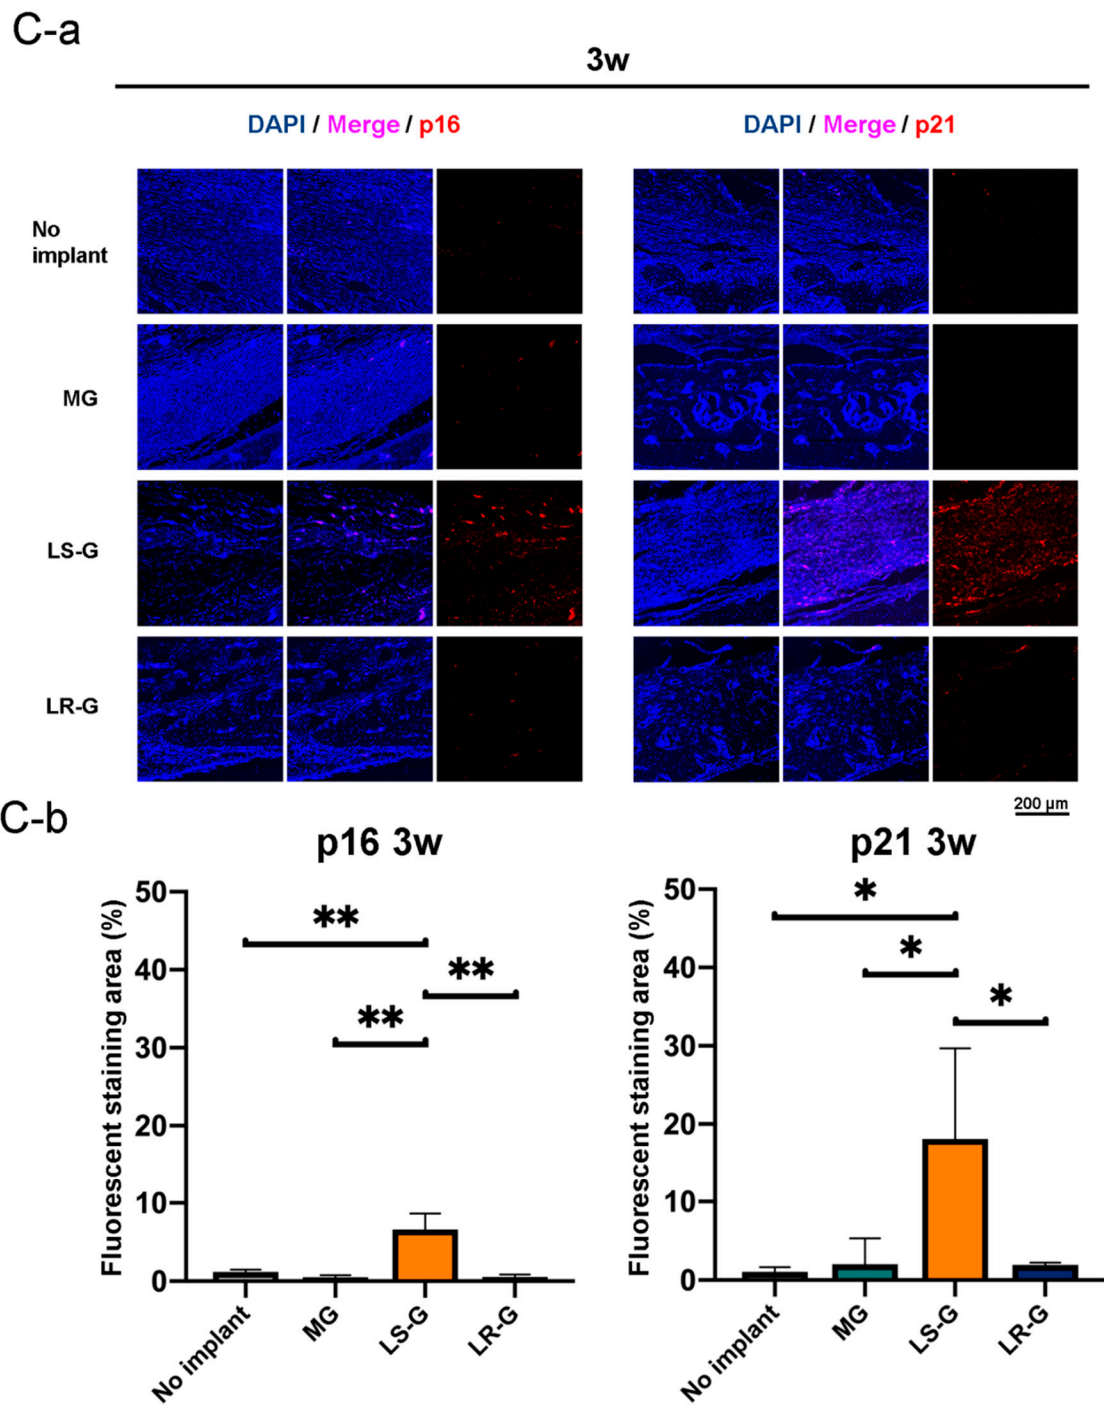 C-a
3w
DAPI / Merge / p16
DAPI / Merge / p21
No
implant
MG
LS-G
LR-G
200 µm
C-b
p16 3w
p21 3w
Fluorescent staining area (%)
50
40
30
20
10
0
**
**
**
No implant
MG
LS-G
LR-G
Fluorescent staining area (%)
50
40
30
20
10
0
*
*
*
No implant
MG
LS-G
LR-G